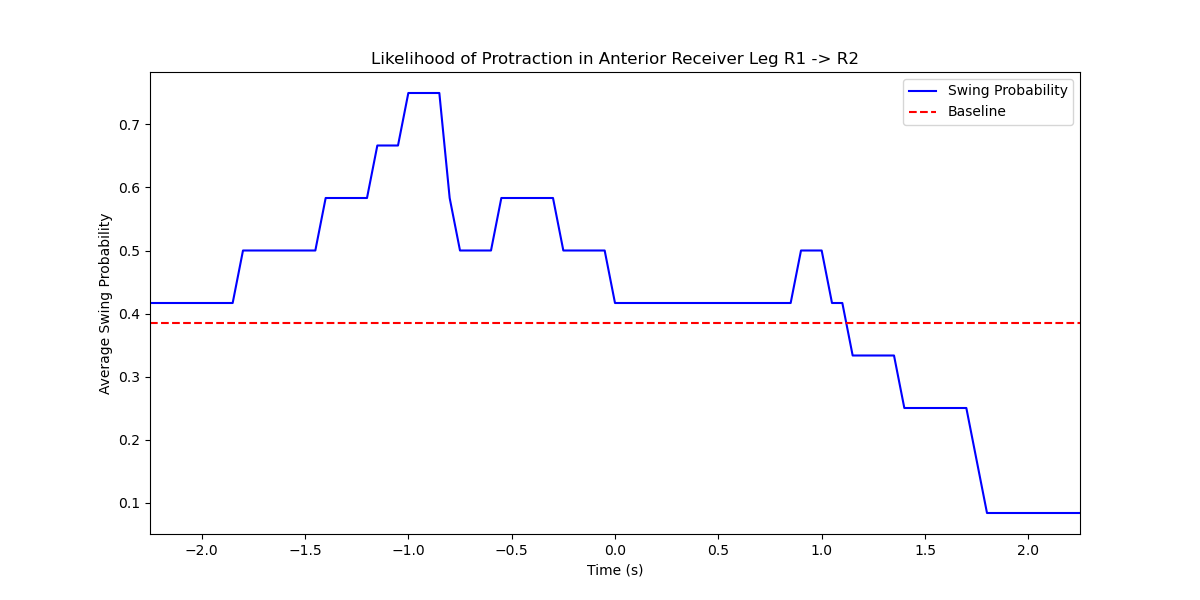 Likelihood of Protraction in Anterior Receiver Leg R1 -> R2
Swing Probability
Baseline
Average Swing Probability
0.7
0.6
0.5
0.4
0.3
0.2
0.1
−2.0 −1.5 −1.0 −0.5 0.0 0.5 1.0 1.5 2.0
Time (s)